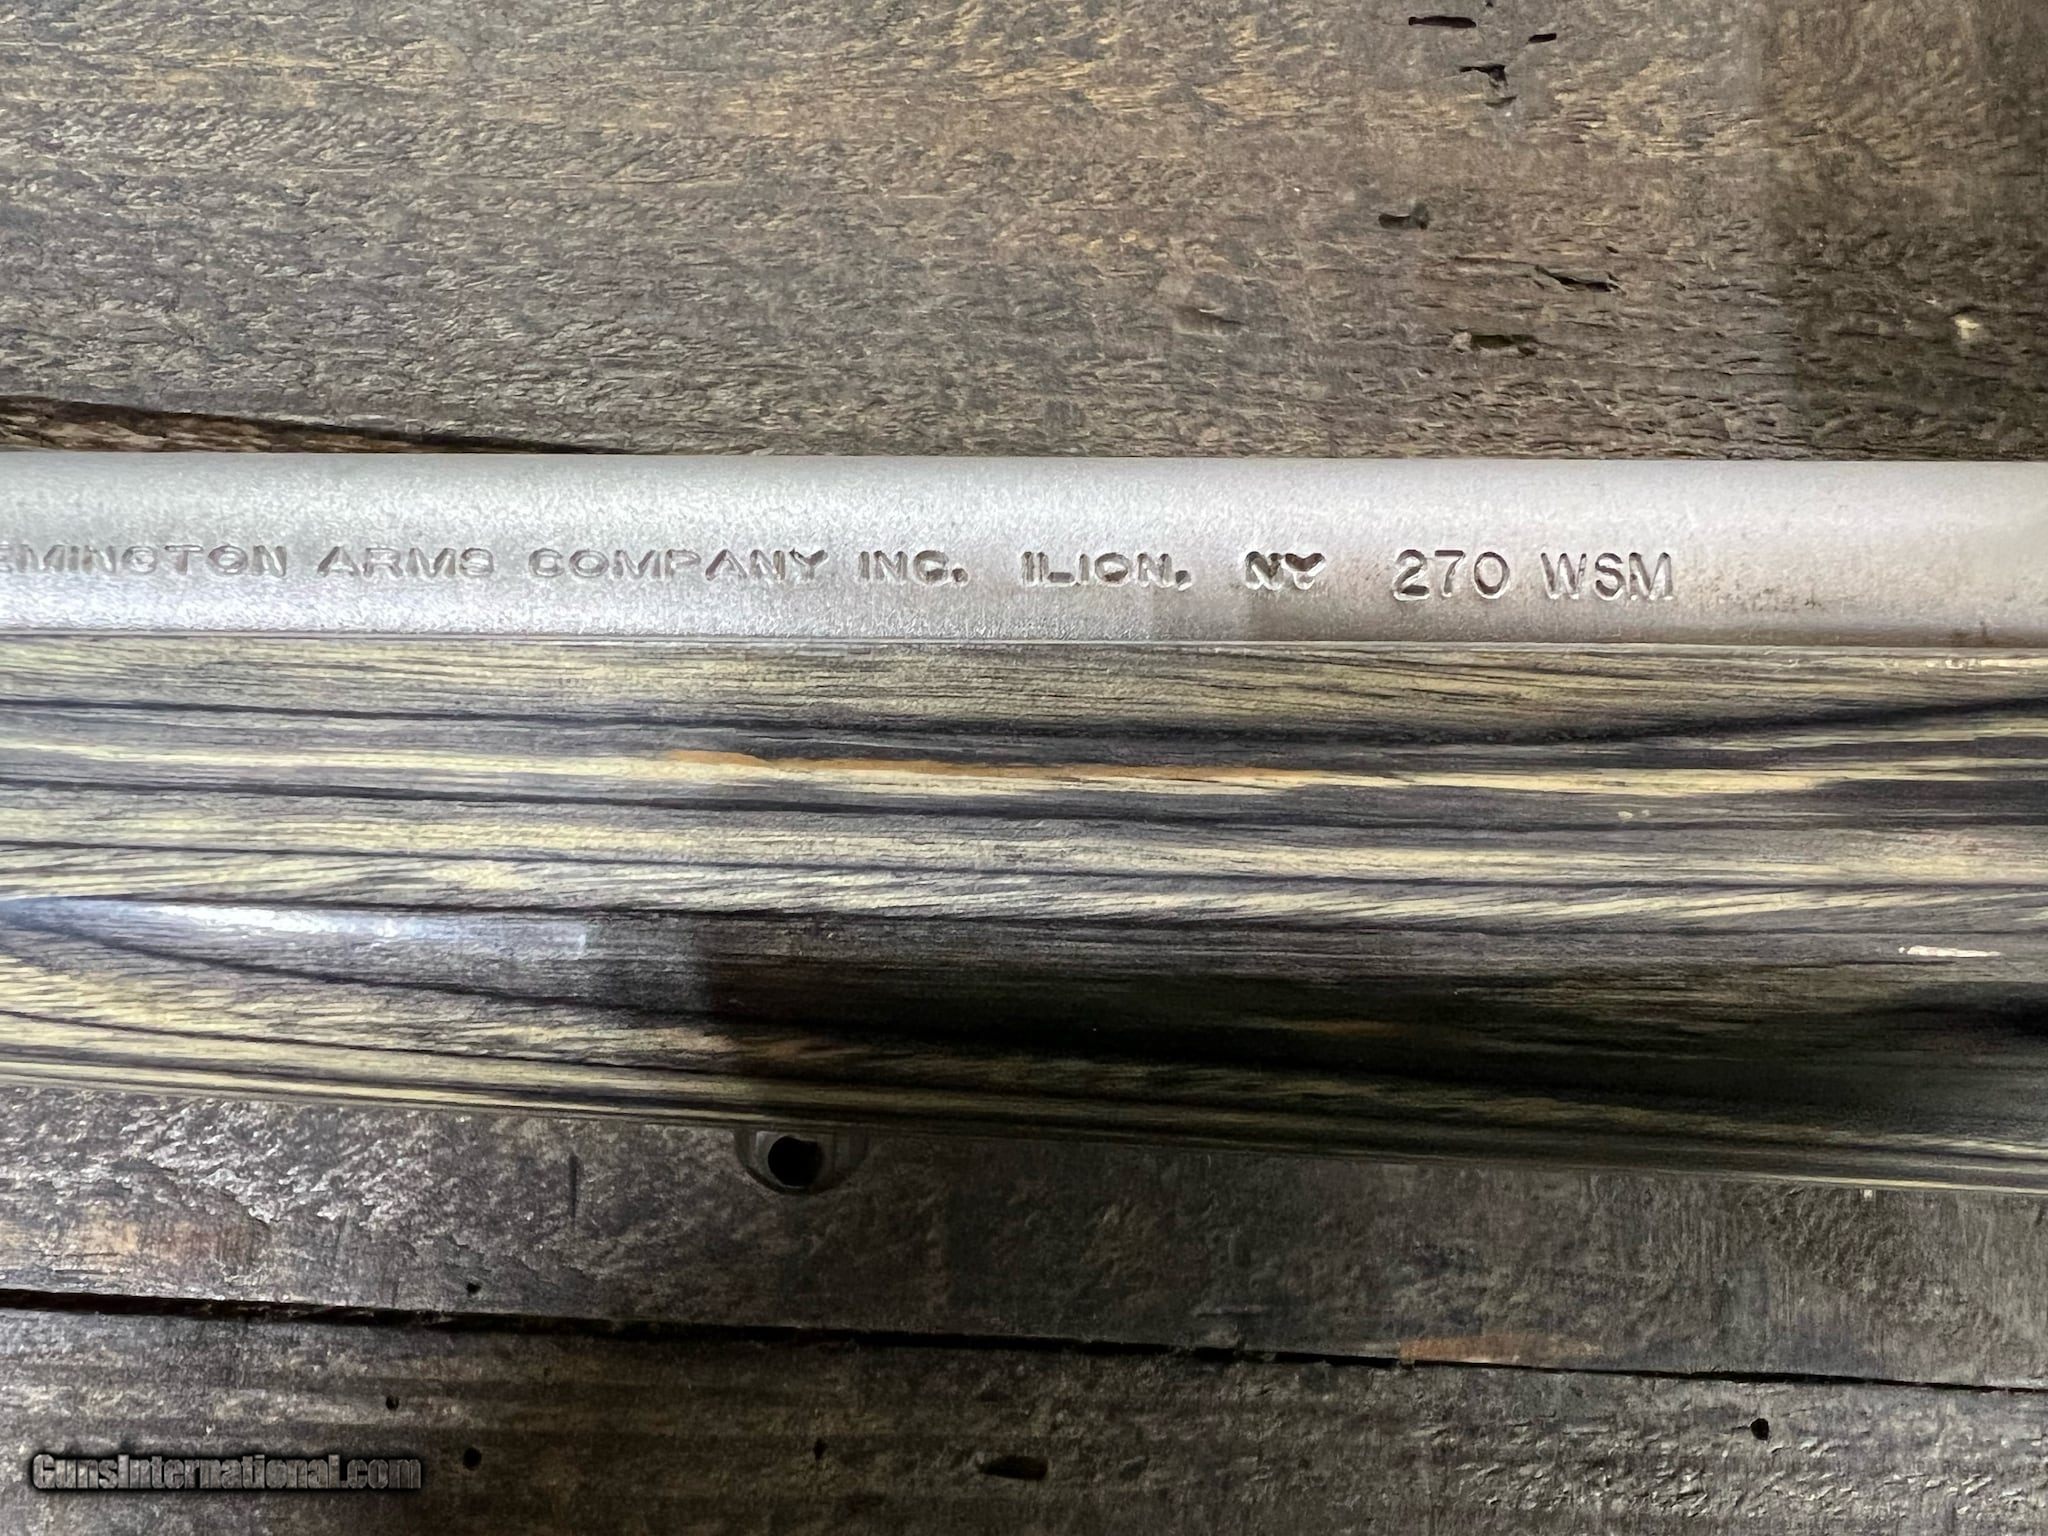 EMINGTON ARMS COMPANY INC. ILION, NY 270 WSM
GunsInternational.com